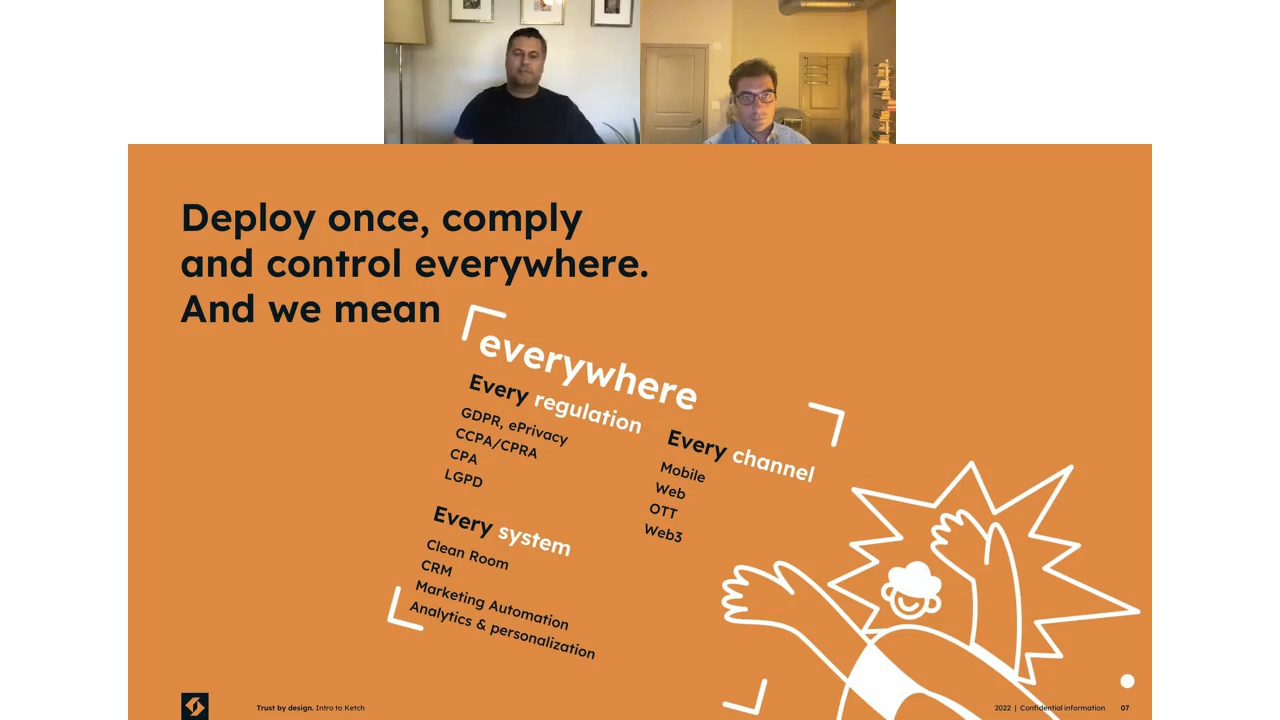 Deploy once, comply
and control everywhere.
And we mean
everywhere
Every regulation
GDPR, ePrivacy
CCPA/CPRA
CPA
LGPD
Every channel
Mobile
Web
OTT
Web3
Every system
Clean Room
CRM
Marketing Automation
Analytics & personalization
Trust by design. Intro to Ketch
2022 | Confidential information 07